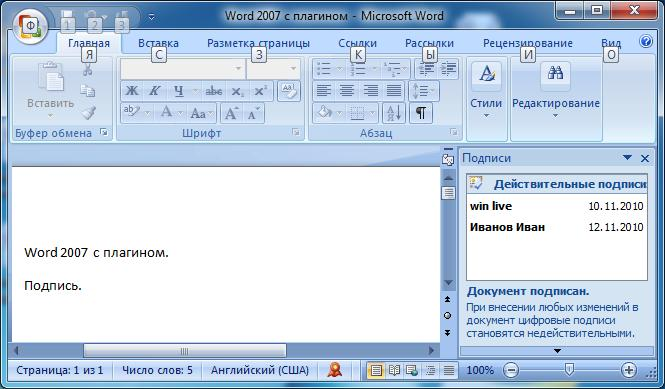 Word 2007 с плагином - Microsoft Word
Ф 1 2 3
Главная Вставка Разметка страницы Ссылки Рассылки Рецензирование Вид
Я С З К Ы И О
Вставить
Ж К Ч abc x₂ x²
Стили
Редактирование
Aa A A
Буфер обмена Шрифт Абзац
Подписи
Действительные подписи
win live 10.11.2010
Иванов Иван 12.11.2010
Word 2007 с плагином.
Подпись.
Документ подписан.
При внесении любых изменений в
документ цифровые подписи
становятся недействительными.
Страница: 1 из 1 Число слов: 5 Английский (США) 100%